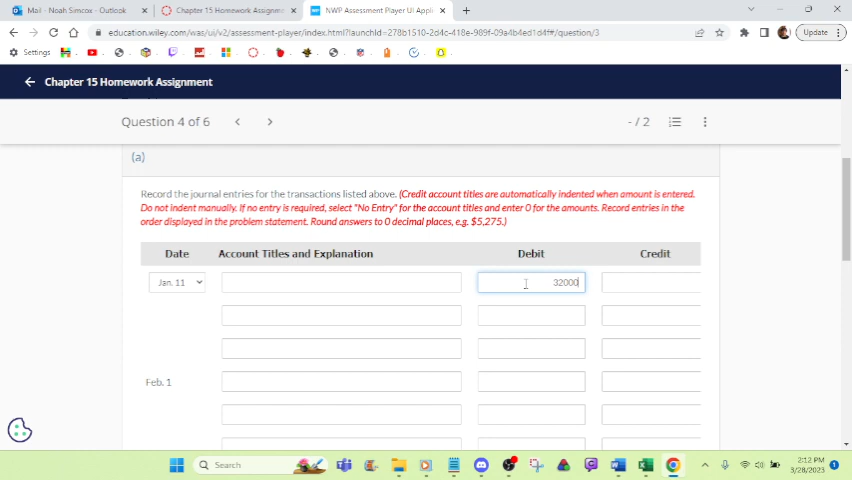 Mail - Noah Simcox - Outlook
Chapter 15 Homework Assignm
NWP Assessment Player UI Appli
education.wiley.com/was/ui/v2/assessment-player/index.html?launchId=278b1510-2d4c-418e-989f-09a4b4ed1d4f#/question/3
Update
Settings
Chapter 15 Homework Assignment
Question 4 of 6
- / 2
(a)
Record the journal entries for the transactions listed above. (Credit account titles are automatically indented when amount is entered.
Do not indent manually. If no entry is required, select "No Entry" for the account titles and enter 0 for the amounts. Record entries in the
order displayed in the problem statement. Round answers to 0 decimal places, e.g. $5,275.)
Date
Account Titles and Explanation
Debit
Credit
Jan. 11
32000
Feb. 1
Search
2:12 PM
3/28/2023